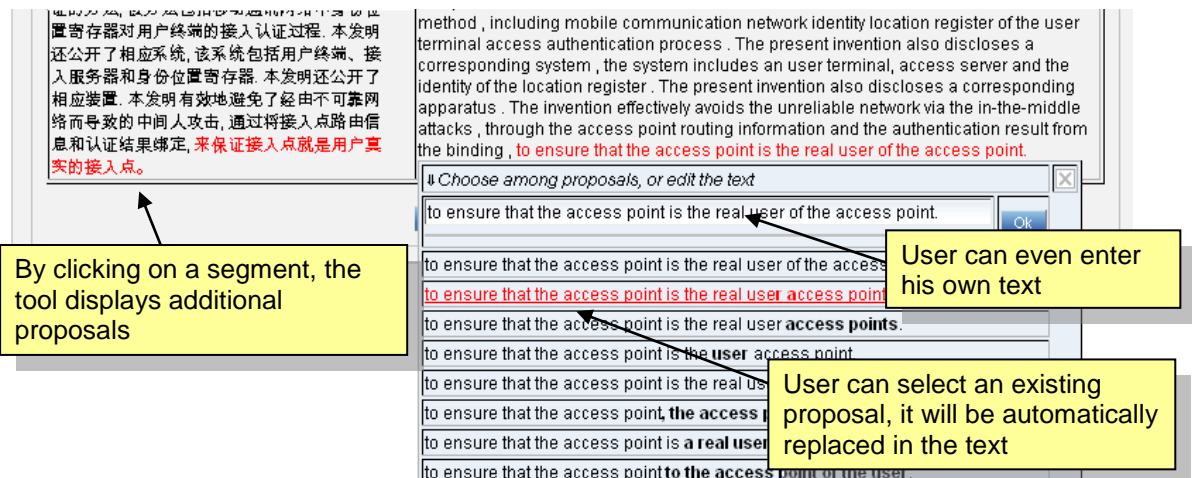 置寄存器对用户终端的接入认证过程. 本发明
还公开了相应系统, 该系统包括用户终端、接
入服务器和身份位置寄存器. 本发明还公开了
相应装置. 本发明有效地避免了经由不可靠网
络而导致的中间人攻击, 通过将接入点路由信
息和认证结果绑定, 来保证接入点就是用户真
实的接入点。
method , including mobile communication network identity location register of the user
terminal access authentication process . The present invention also discloses a
corresponding system , the system includes an user terminal, access server and the
identity of the location register . The present invention also discloses a corresponding
apparatus . The invention effectively avoids the unreliable network via the in-the-middle
attacks , through the access point routing information and the authentication result from
the binding , to ensure that the access point is the real user of the access point.
⇓Choose among proposals, or edit the text
to ensure that the access point is the real user of the access point.
Ok
to ensure that the access point is the real user of the access
to ensure that the access point is the real user access point
to ensure that the access point is the real user access points.
to ensure that the access point is the user access point.
to ensure that the access point is the real us
to ensure that the access point, the access p
to ensure that the access point is a real user
to ensure that the access point to the access point of the user.
By clicking on a segment, the
tool displays additional
proposals
User can even enter
his own text
User can select an existing
proposal, it will be automatically
replaced in the text